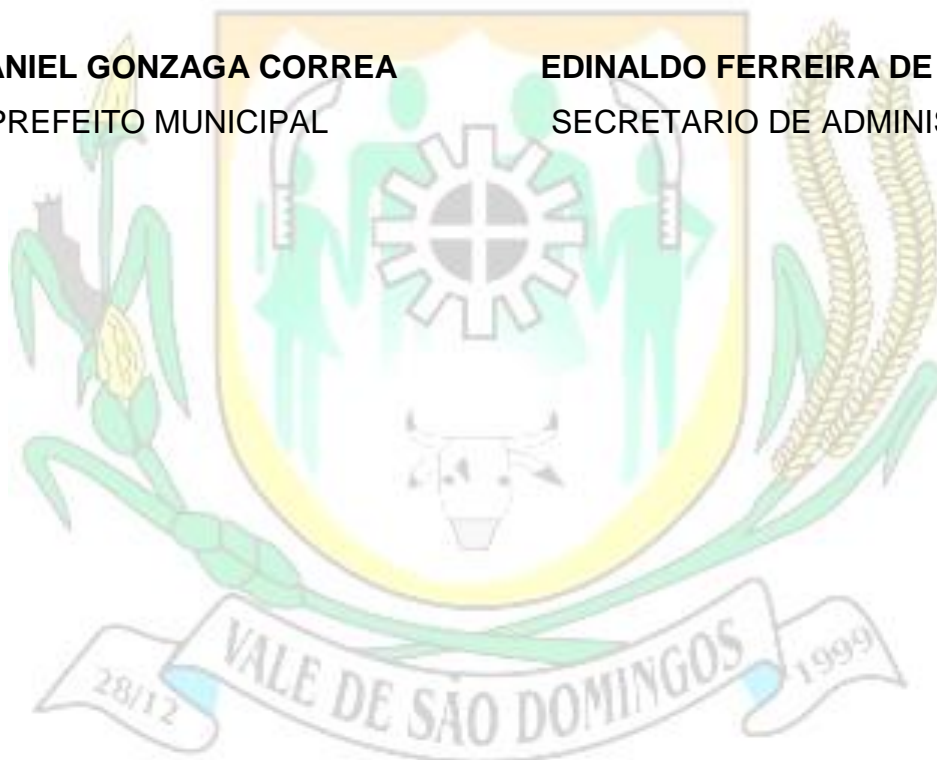 ANIEL GONZAGA CORREA EDINALDO FERREIRA DE
PREFEITO MUNICIPAL SECRETARIO DE ADMINIS
VALE DE SÃO DOMINGOS
28/12 1999